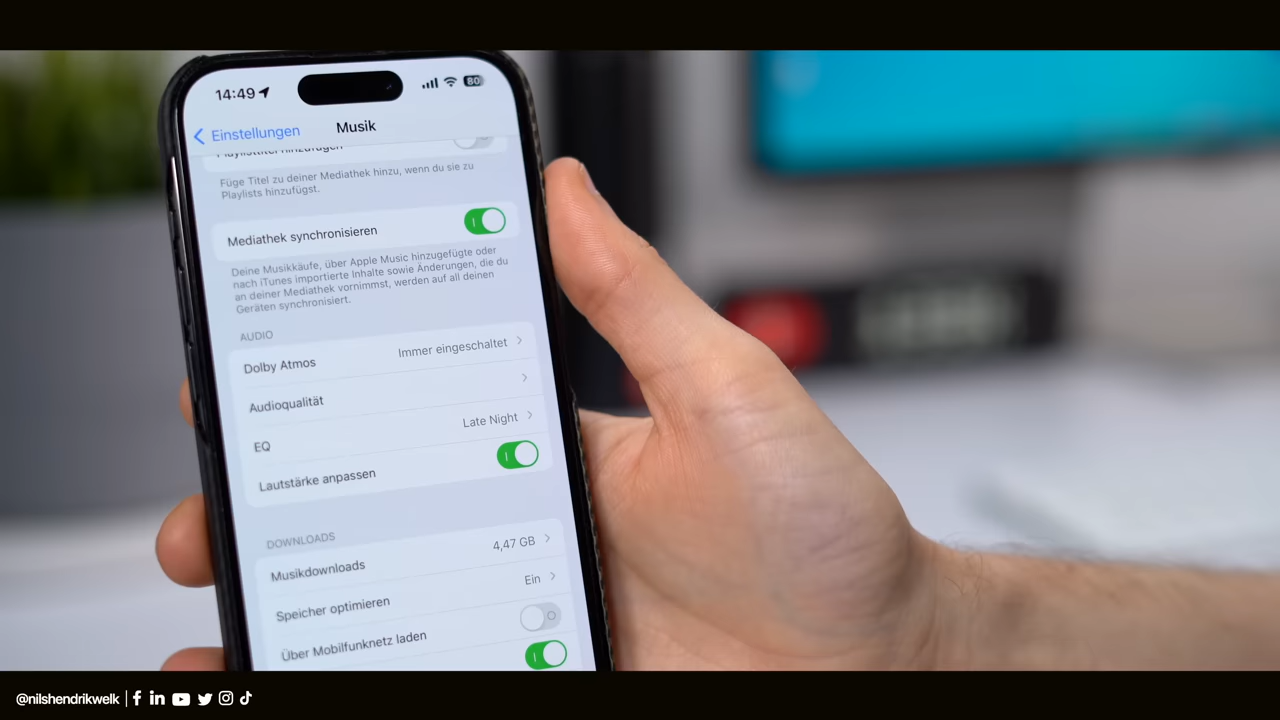 14:49
80
Einstellungen
Musik
Playlisttitel hinzufügen
Füge Titel zu deiner Mediathek hinzu, wenn du sie zu
Playlists hinzufügst.
Mediathek synchronisieren
Deine Musikkäufe, über Apple Music hinzugefügte oder
nach iTunes importierte Inhalte sowie Änderungen, die du
an deiner Mediathek vornimmst, werden auf all deinen
Geräten synchronisiert.
AUDIO
Dolby Atmos Immer eingeschaltet
Audioqualität
EQ Late Night
Lautstärke anpassen
DOWNLOADS
Musikdownloads 4,47 GB
Speicher optimieren Ein
Über Mobilfunknetz laden
@nilshendrikwelk